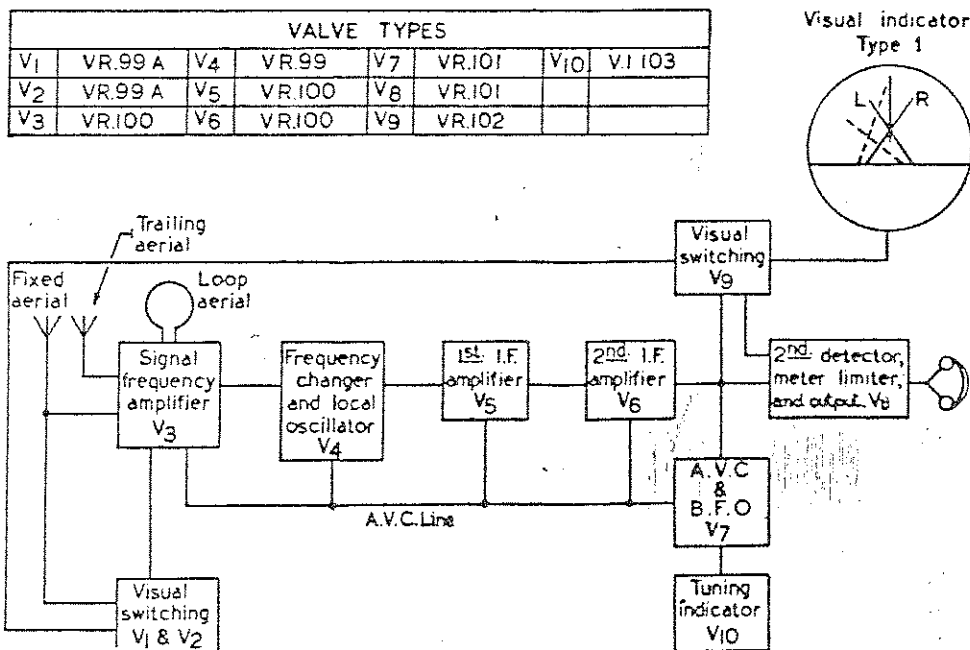 VALVE TYPES
V1 VR.99 A V4 VR.99 V7 VR.101 V10 V.I 103
V2 VR.99 A V5 VR.100 V8 VR.101
V3 VR.100 V6 VR.100 V9 VR.102
Visual indicator
Type 1
L R
Trailing
aerial
Fixed
aerial
Loop
aerial
Visual
switching
V9
Signal
frequency
amplifier
V3
Frequency
changer
and local
oscillator
V4
1st. I.F.
amplifier
V5
2nd. I.F.
amplifier
V6
2nd. detector,
meter limiter,
and output V8
A.V.C
&
B.F.O
V7
A.V.C. Line
Visual
switching
V1 & V2
Tuning
indicator
V10